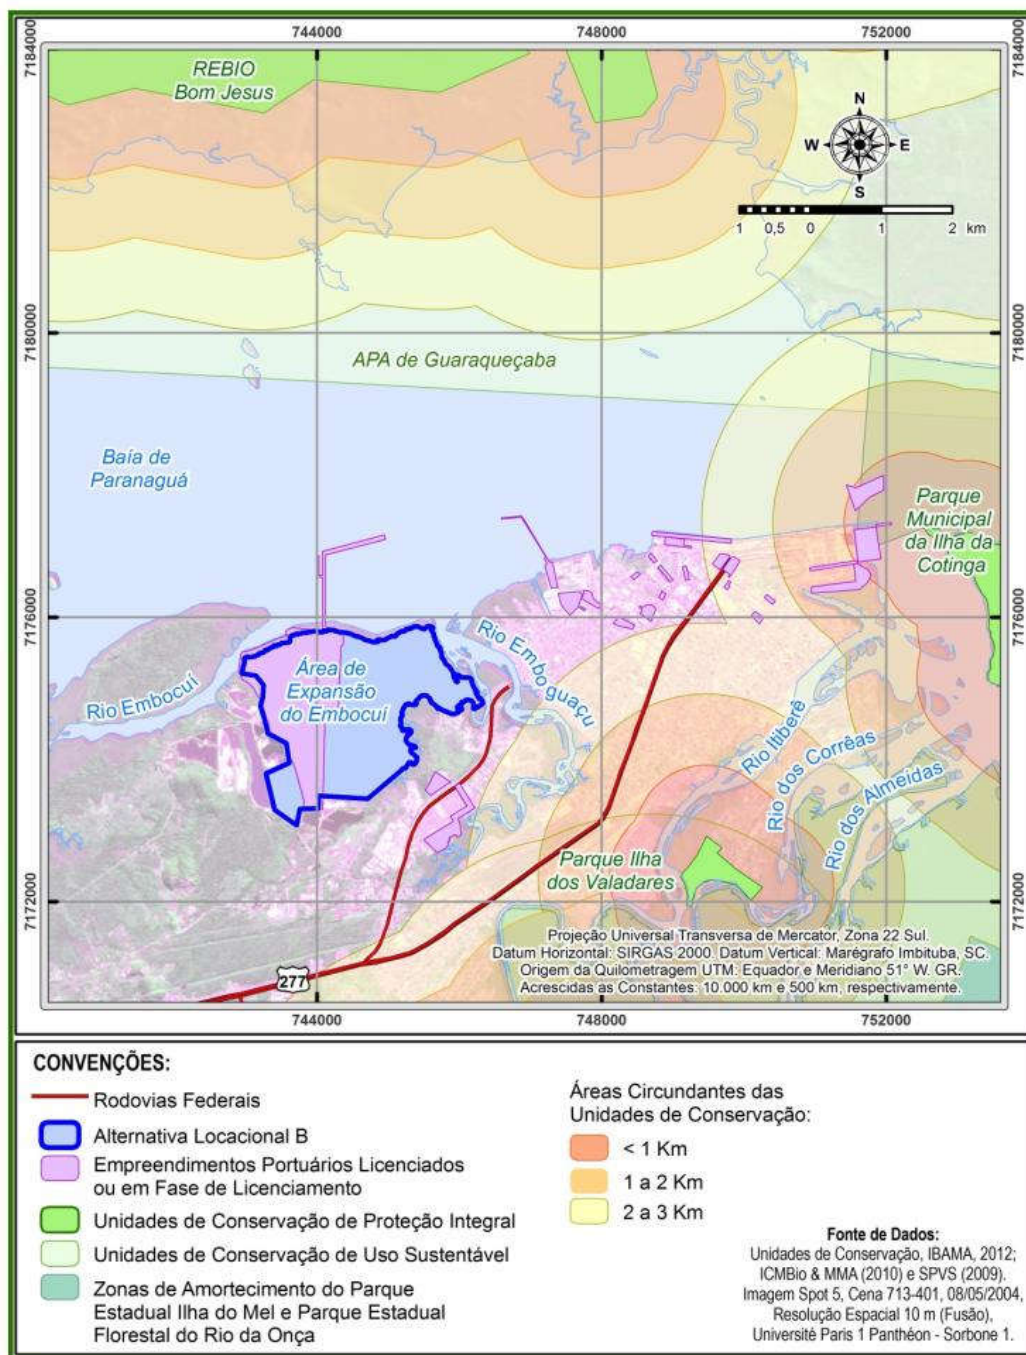 744000
748000
752000
7184000
7184000
REBIO
Bom Jesus
N
W
E
S
1
0,5
0
1
2
km
7180000
7180000
APA de Guaraqueçaba
Baía de
Paranaguá
Parque
Municipal
da Ilha da
Cotinga
7176000
7176000
Rio Emboguaçu
Rio Embocuí
Área de
Expansão
do Embocuí
Rio Itiberê
Rio dos Corrêas
Rio dos Almeidas
Parque Ilha
dos Valadares
7172000
7172000
Projeção Universal Transversa de Mercator, Zona 22 Sul.
Datum Horizontal: SIRGAS 2000. Datum Vertical: Marégrafo Imbituba, SC.
Origem da Quilometragem UTM: Equador e Meridiano 51° W. GR.
Acrescidas as Constantes: 10.000 km e 500 km, respectivamente.
277
744000
748000
752000
CONVENÇÕES:
Rodovias Federais
Alternativa Locacional B
Empreendimentos Portuários Licenciados
ou em Fase de Licenciamento
Unidades de Conservação de Proteção Integral
Unidades de Conservação de Uso Sustentável
Zonas de Amortecimento do Parque
Estadual Ilha do Mel e Parque Estadual
Florestal do Rio da Onça
Áreas Circundantes das
Unidades de Conservação:
< 1 Km
1 a 2 Km
2 a 3 Km
Fonte de Dados:
Unidades de Conservação, IBAMA, 2012;
ICMBio & MMA (2010) e SPVS (2009).
Imagem Spot 5, Cena 713-401, 08/05/2004,
Resolução Espacial 10 m (Fusão),
Université Paris 1 Panthéon - Sorbone 1.